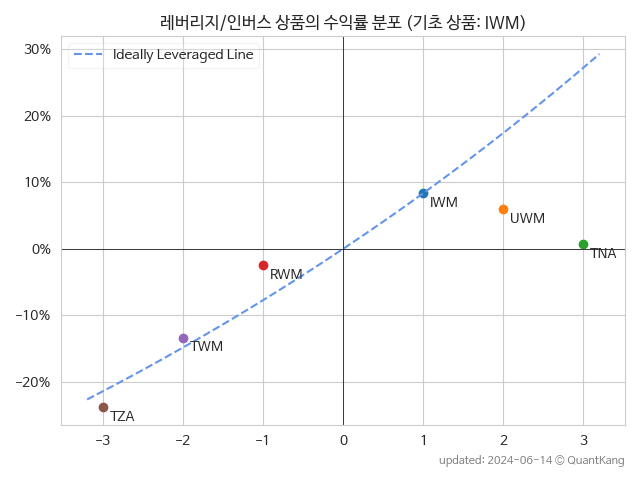 레버리지/인버스 상품의 수익률 분포 (기초 상품: IWM)
Ideally Leveraged Line
30%
20%
10%
0%
−10%
−20%
IWM
UWM
TNA
RWM
TWM
TZA
−3 −2 −1 0 1 2 3
updated: 2024-06-14 © QuantKang